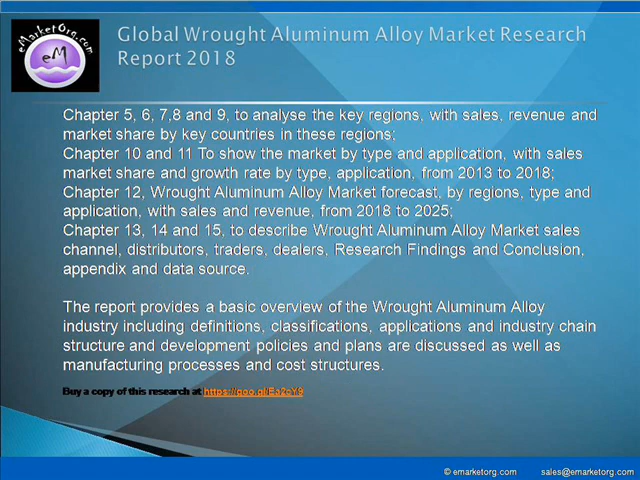 eMarketOrg.com
eM
Global Wrought Aluminum Alloy Market Research
Report 2018
Chapter 5, 6, 7,8 and 9, to analyse the key regions, with sales, revenue and
market share by key countries in these regions;
Chapter 10 and 11 To show the market by type and application, with sales
market share and growth rate by type, application, from 2013 to 2018;
Chapter 12, Wrought Aluminum Alloy Market forecast, by regions, type and
application, with sales and revenue, from 2018 to 2025;
Chapter 13, 14 and 15, to describe Wrought Aluminum Alloy Market sales
channel, distributors, traders, dealers, Research Findings and Conclusion,
appendix and data source.
The report provides a basic overview of the Wrought Aluminum Alloy
industry including definitions, classifications, applications and industry chain
structure and development policies and plans are discussed as well as
manufacturing processes and cost structures.
Buy a copy of this research at
© emarketorg.com sales@emarketorg.com